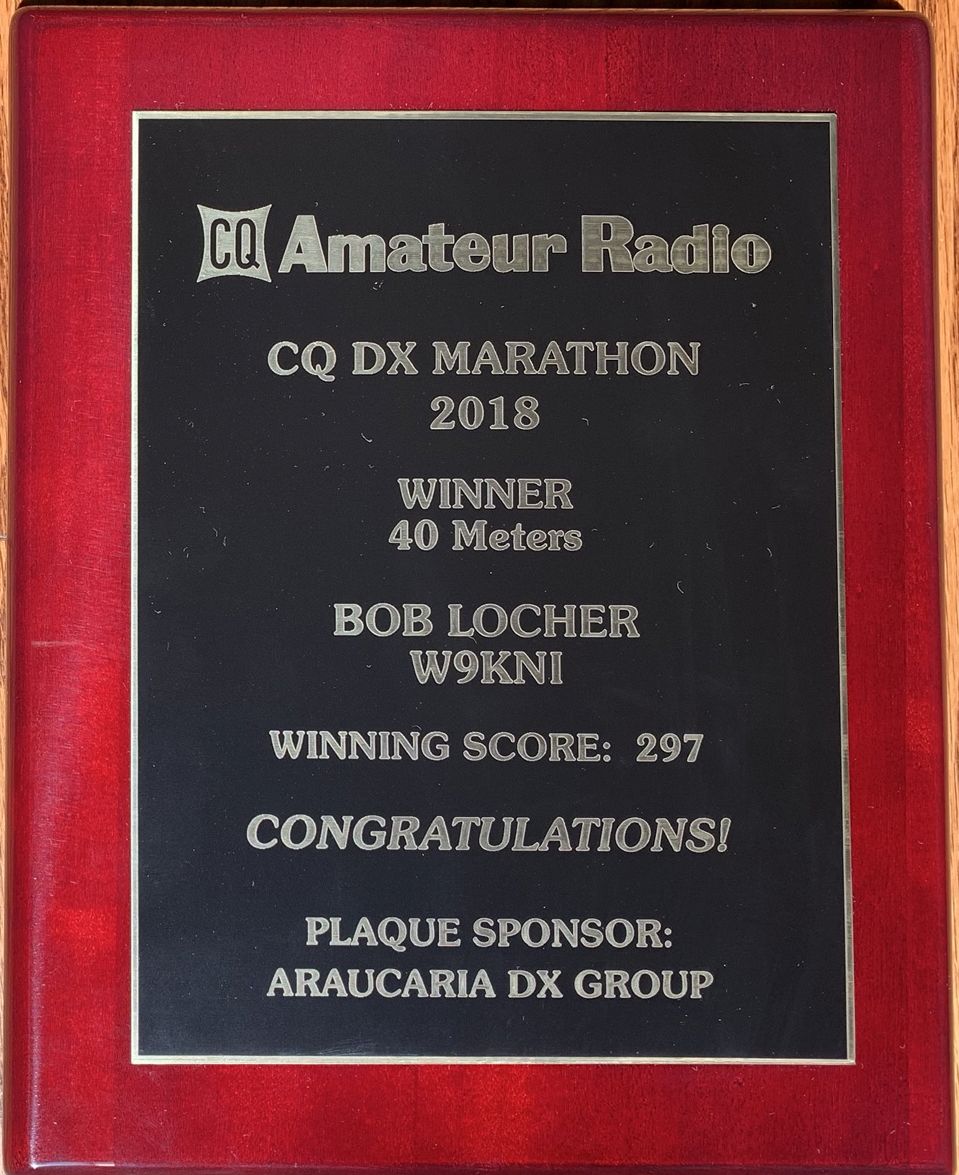 CQ Amateur Radio
CQ DX MARATHON
2018
WINNER
40 Meters
BOB LOCHER
W9KNI
WINNING SCORE: 297
CONGRATULATIONS!
PLAQUE SPONSOR:
ARAUCARIA DX GROUP